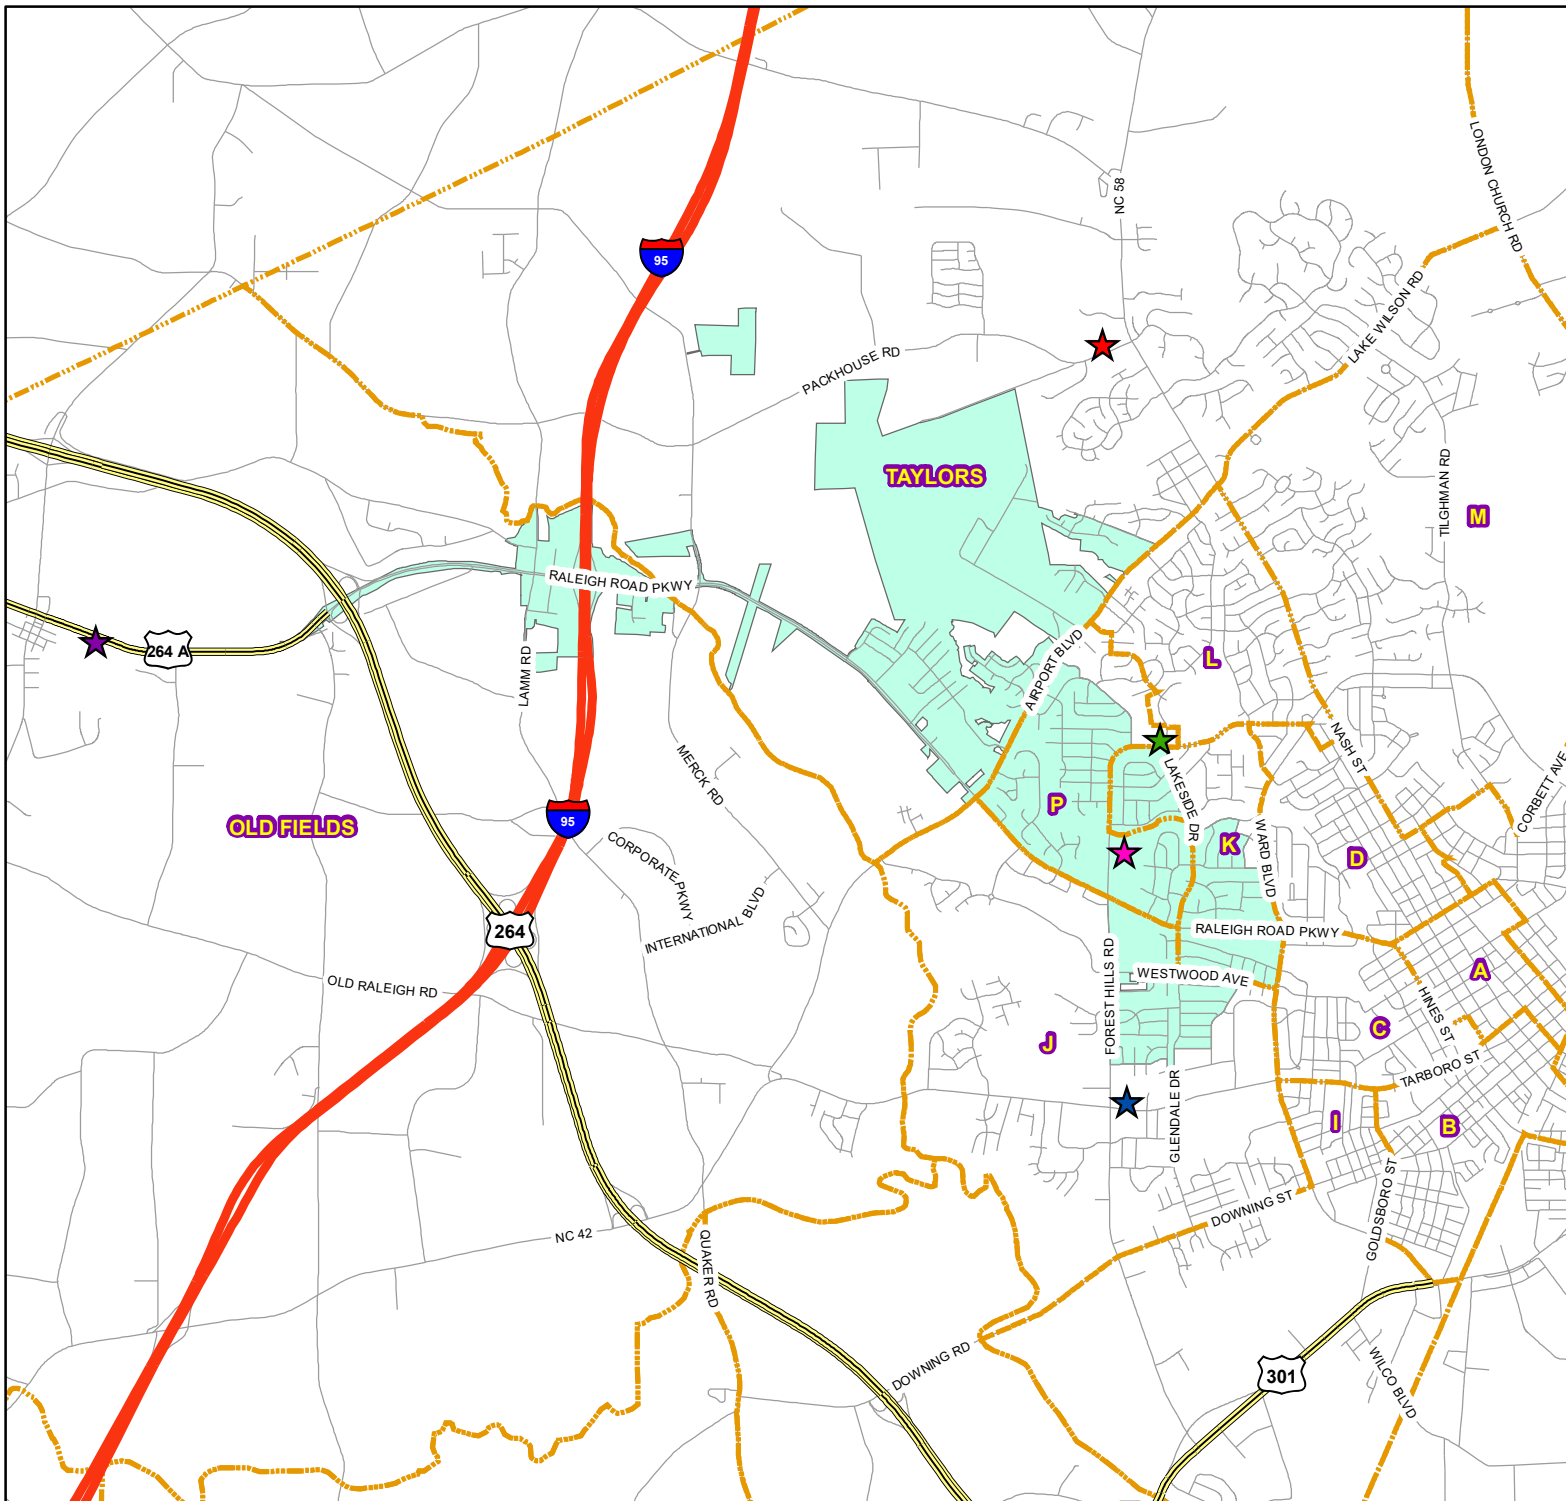 LONDON CHURCH RD
NC 58
95
LAKE WILSON RD
PACKHOUSE RD
TAYLORS
TILGHMAN RD
M
RALEIGH ROAD PKWY
264 A
LAMM RD
AIRPORT BLVD
L
NASH ST
MERCK RD
LAKESIDE DR
CORBETT AVE
P
OLD FIELDS
95
K
WARD BLVD
D
CORPORATE PKWY
INTERNATIONAL BLVD
264
RALEIGH ROAD PKWY
OLD RALEIGH RD
FOREST HILLS RD
WESTWOOD AVE
A
HINES ST
C
J
TARBORO ST
GLENDALE DR
I
B
GOLDSBORO ST
DOWNING ST
NC 42
QUAKER RD
DOWNING RD
301
WILCO BLVD